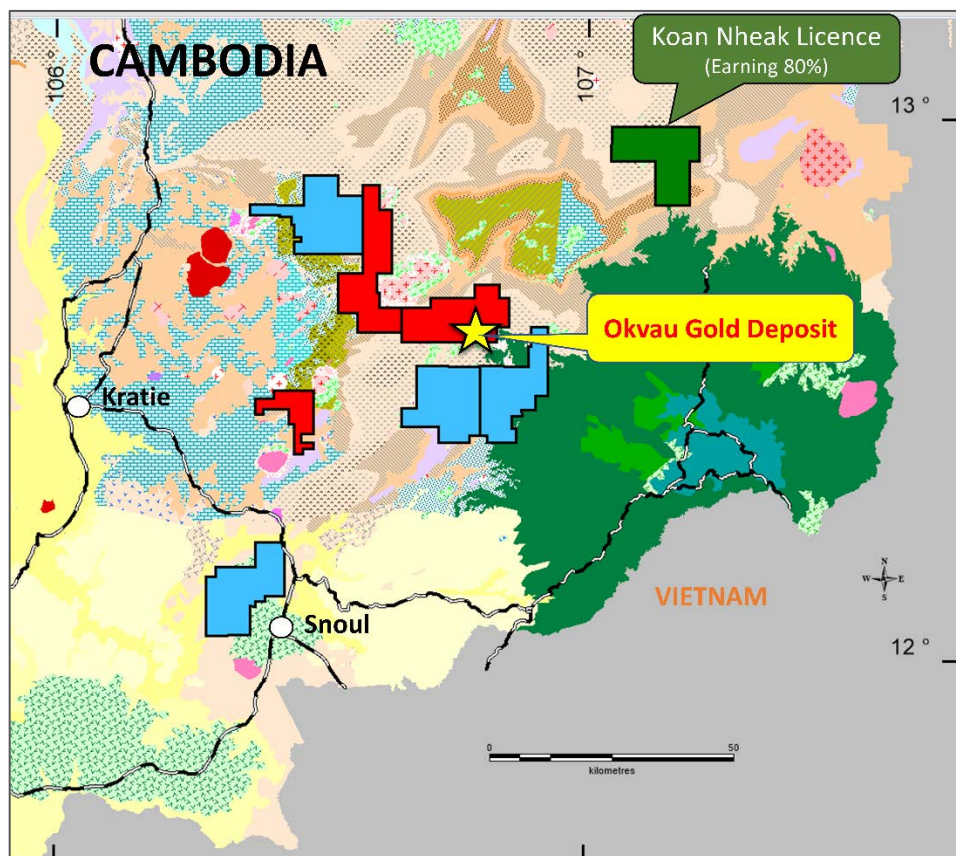 CAMBODIA
Koan Nheak Licence
(Earning 80%)
106
107
13 °
Okvau Gold Deposit
Kratie
N
W E
S
VIETNAM
Snoul
12 °
0 50
kilometres